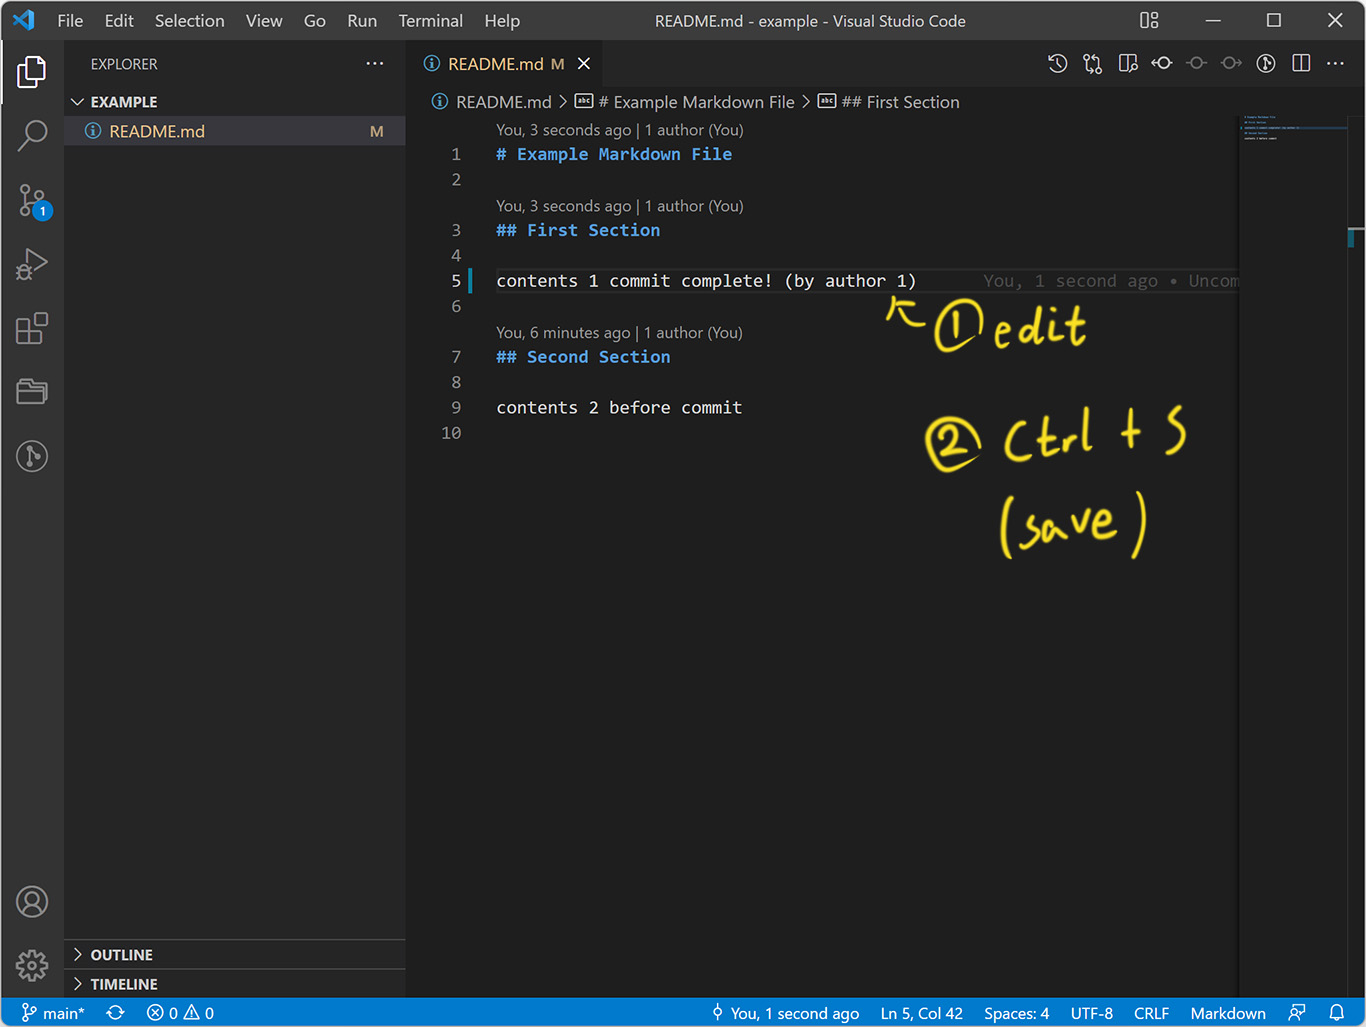 File Edit Selection View Go Run Terminal Help README.md - example - Visual Studio Code
EXPLORER
README.md M
EXAMPLE
README.md > # Example Markdown File > ## First Section
README.md M
You, 3 seconds ago | 1 author (You)
1 # Example Markdown File
2
You, 3 seconds ago | 1 author (You)
3 ## First Section
4
1
5 contents 1 commit complete! (by author 1) You, 1 second ago • Uncom
6
① edit
You, 6 minutes ago | 1 author (You)
7 ## Second Section
8
9 contents 2 before commit
10
② Ctrl + S
(save)
OUTLINE
TIMELINE
main* 0 0 You, 1 second ago Ln 5, Col 42 Spaces: 4 UTF-8 CRLF Markdown